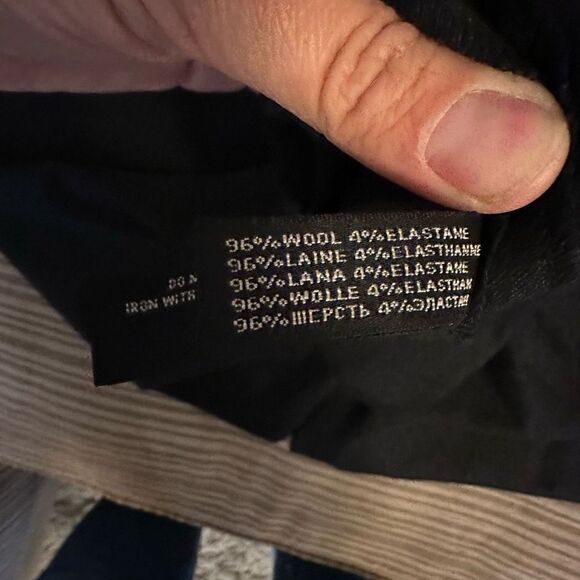 96%WOOL 4%ELASTANE
96%LAINE 4%ELASTHANNE
96%LANA 4%ELASTANE
96%WOLLE 4%ELASTHAN
96%ШЕРСТЬ 4%ЭЛАСТАН
DO N
IRON WITH